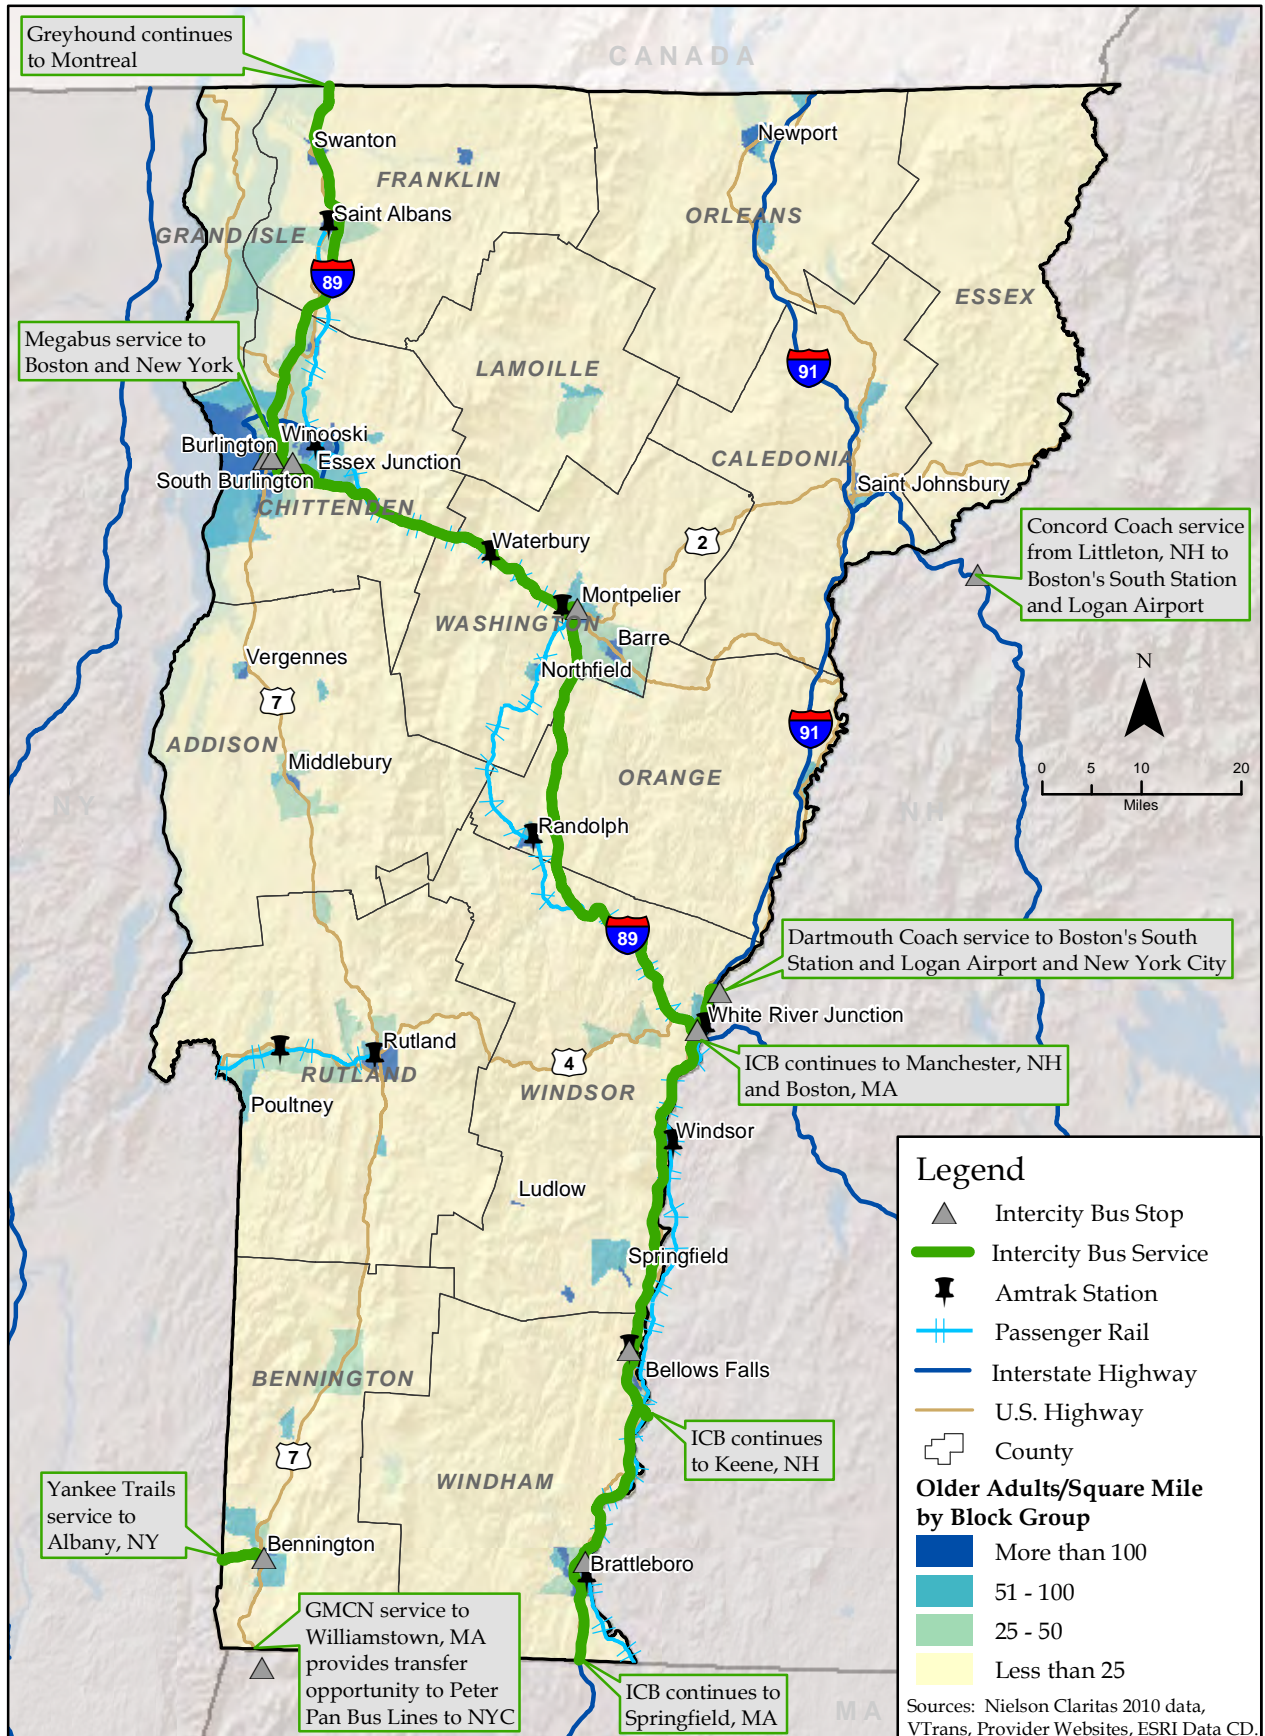 Greyhound continues
to Montreal
CANADA
Swanton
Newport
FRANKLIN
Saint Albans
ORLEANS
GRAND ISLE
89
ESSEX
Megabus service to
Boston and New York
LAMOILLE
91
Burlington
Winooski
Essex Junction
CALEDONIA
South Burlington
Saint Johnsbury
CHITTENDEN
Concord Coach service
from Littleton, NH to
Boston's South Station
and Logan Airport
Waterbury
2
Montpelier
WASHINGTON
Barre
Vergennes
Northfield
N
7
91
ADDISON
Middlebury
ORANGE
0 5 10 20
Miles
NY
Randolph
89
Dartmouth Coach service to Boston's South
Station and Logan Airport and New York City
White River Junction
Rutland
4
ICB continues to Manchester, NH
and Boston, MA
RUTLAND
WINDSOR
Poultney
Windsor
Ludlow
Springfield
Bellows Falls
BENNINGTON
ICB continues
to Keene, NH
7
WINDHAM
Yankee Trails
service to
Albany, NY
Bennington
Brattleboro
GMCN service to
Williamstown, MA
provides transfer
opportunity to Peter
Pan Bus Lines to NYC
ICB continues to
Springfield, MA
MA
Legend
Intercity Bus Stop
Intercity Bus Service
Amtrak Station
Passenger Rail
Interstate Highway
U.S. Highway
County
Older Adults/Square Mile
by Block Group
More than 100
51 - 100
25 - 50
Less than 25
Sources: Nielson Claritas 2010 data,
VTrans, Provider Websites, ESRI Data CD.